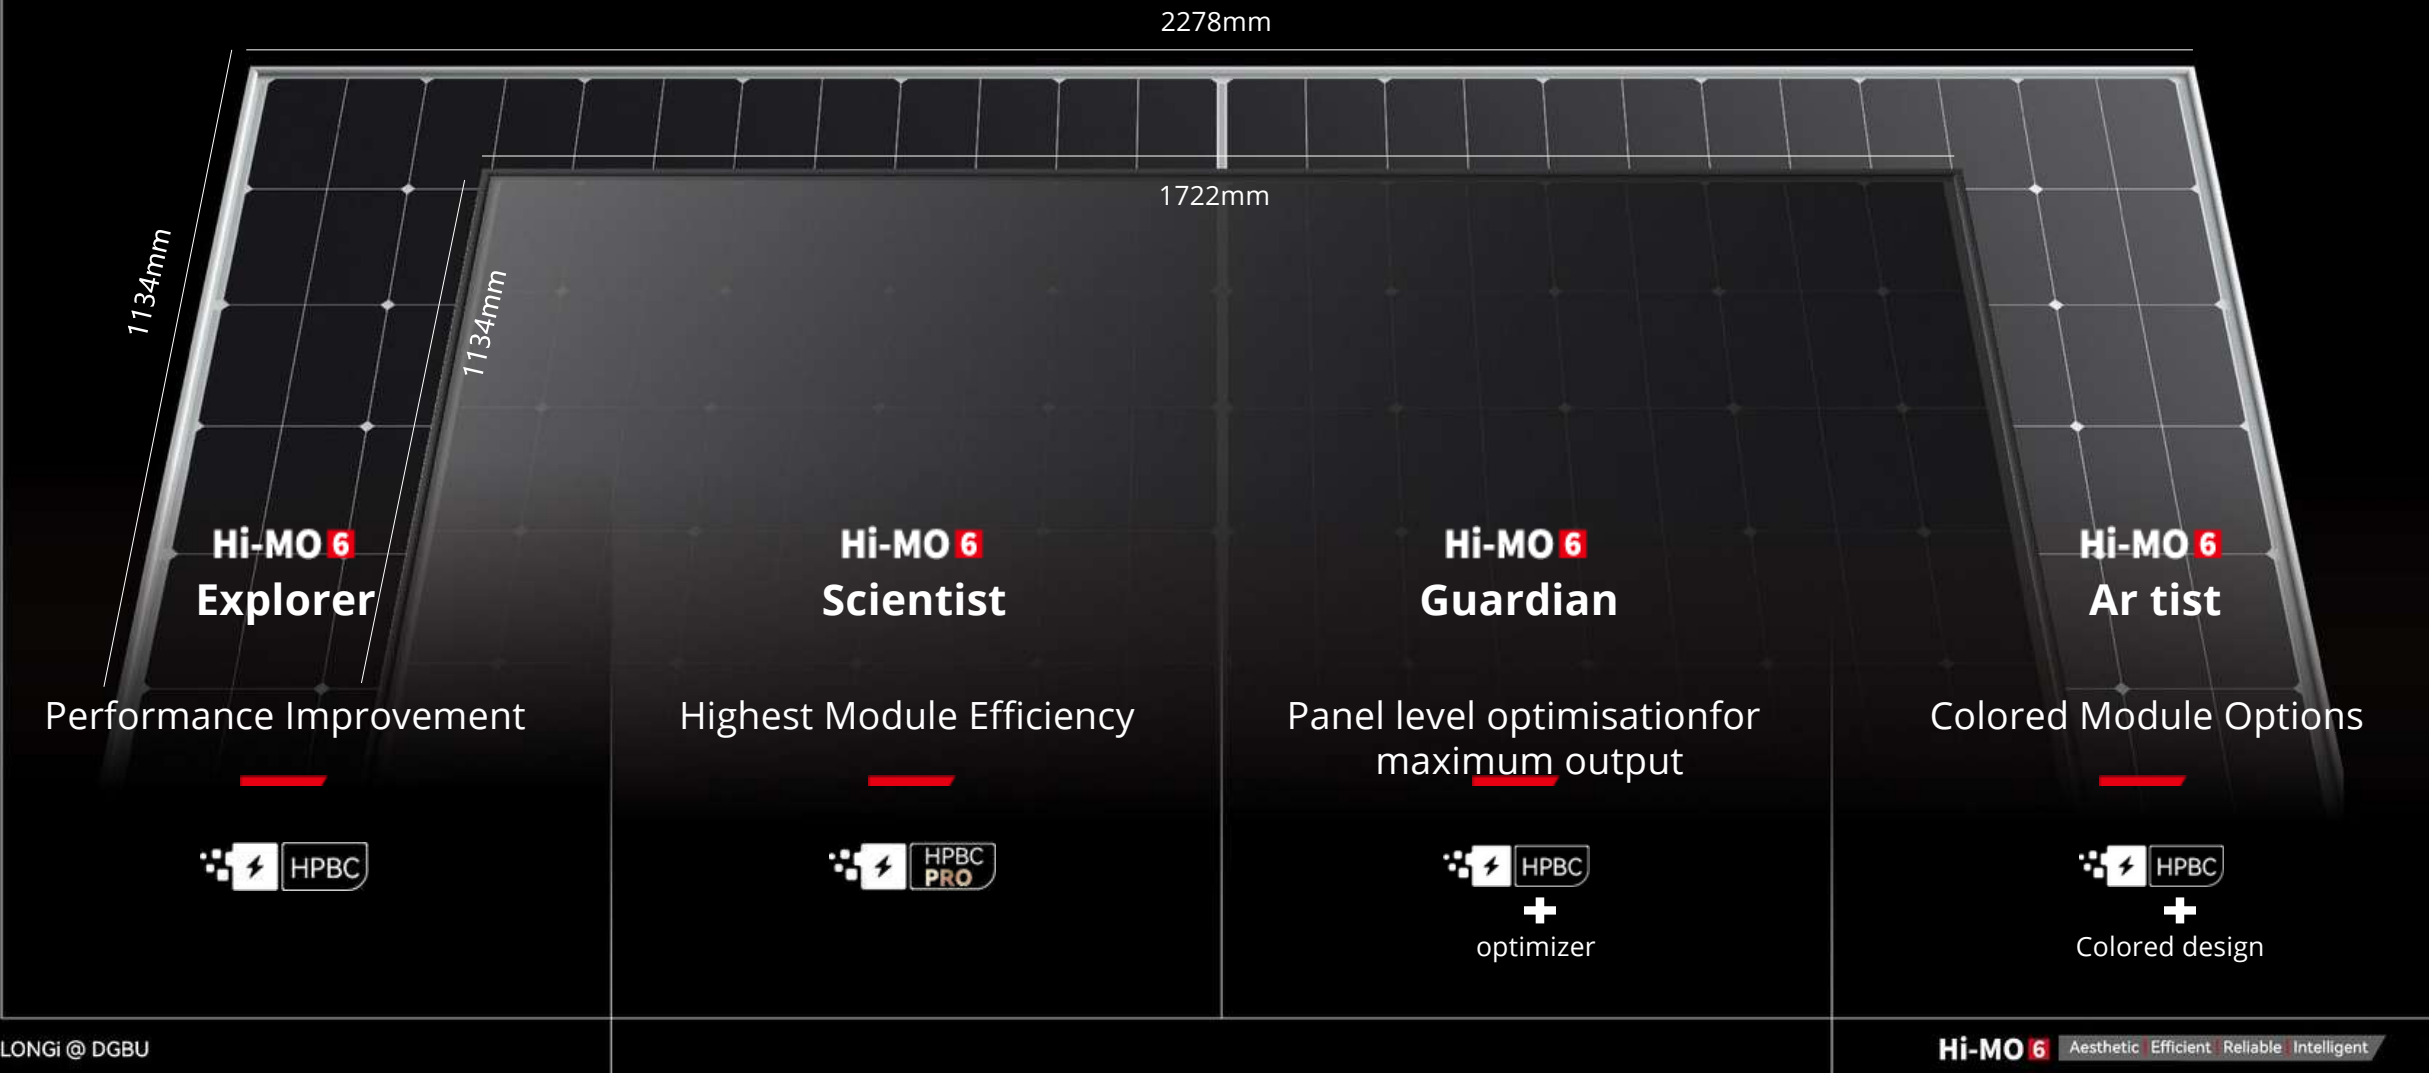 2278mm
1722mm
1134mm
1134mm
Hi-MO 6
Explorer
Performance Improvement
HPBC
Hi-MO 6
Scientist
Highest Module Efficiency
HPBC
PRO
Hi-MO 6
Guardian
Panel level optimisationfor
maximum output
HPBC
optimizer
Hi-MO 6
Ar tist
Colored Module Options
HPBC
Colored design
LONGi @ DGBU
Hi-MO 6 Aesthetic Efficient Reliable Intelligent